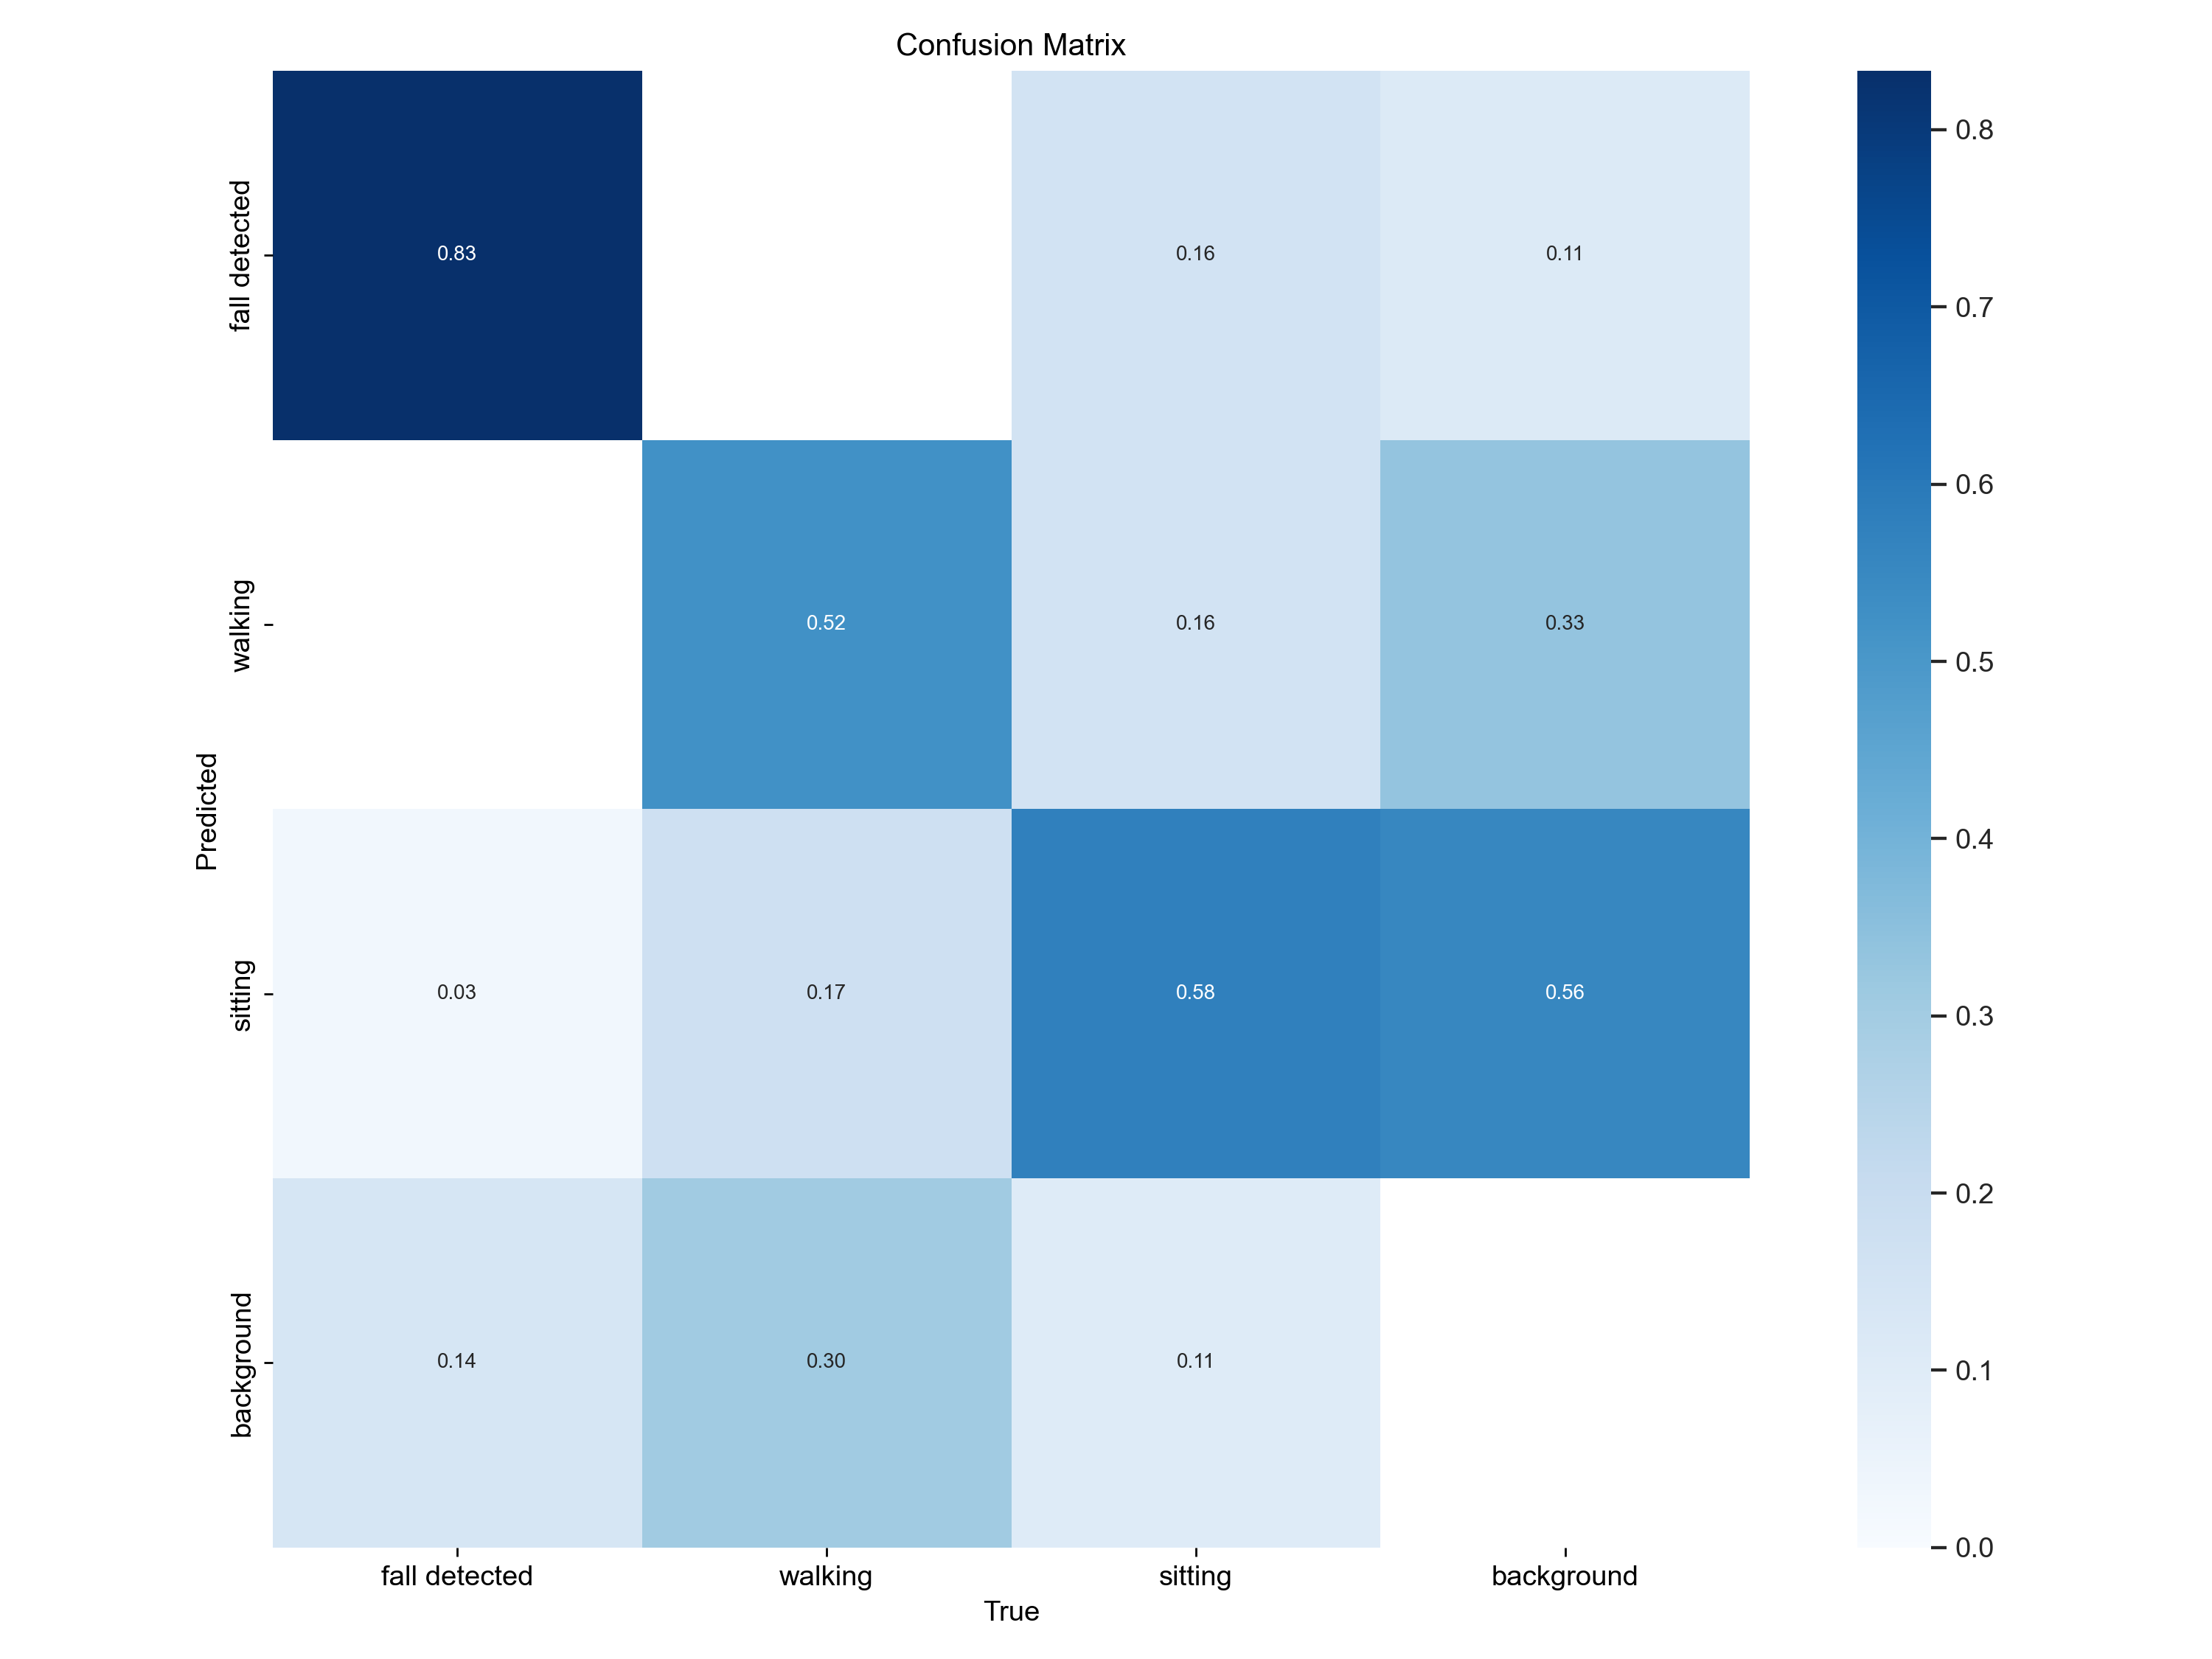 Confusion Matrix
fall detected
0.83
0.16
0.11
walking
0.52
0.16
0.33
Predicted
sitting
0.03
0.17
0.58
0.56
background
0.14
0.30
0.11
fall detected
walking
sitting
background
True
0.8
0.7
0.6
0.5
0.4
0.3
0.2
0.1
0.0